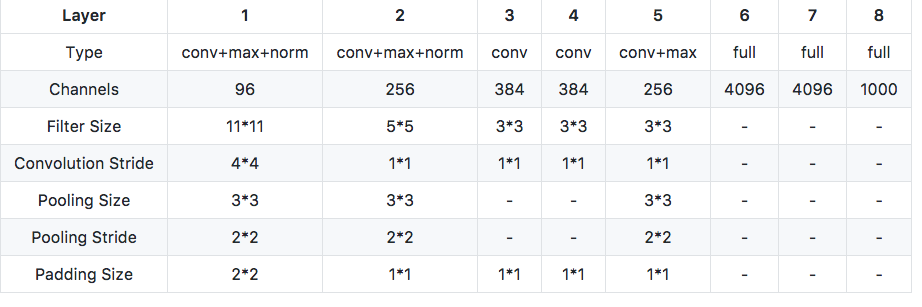 Layer 1 2 3 4 5 6 7 8
Type conv+max+norm conv+max+norm conv conv conv+max full full full
Channels 96 256 384 384 256 4096 4096 1000
Filter Size 11*11 5*5 3*3 3*3 3*3 - - -
Convolution Stride 4*4 1*1 1*1 1*1 1*1 - - -
Pooling Size 3*3 3*3 - - 3*3 - - -
Pooling Stride 2*2 2*2 - - 2*2 - - -
Padding Size 2*2 1*1 1*1 1*1 1*1 - - -